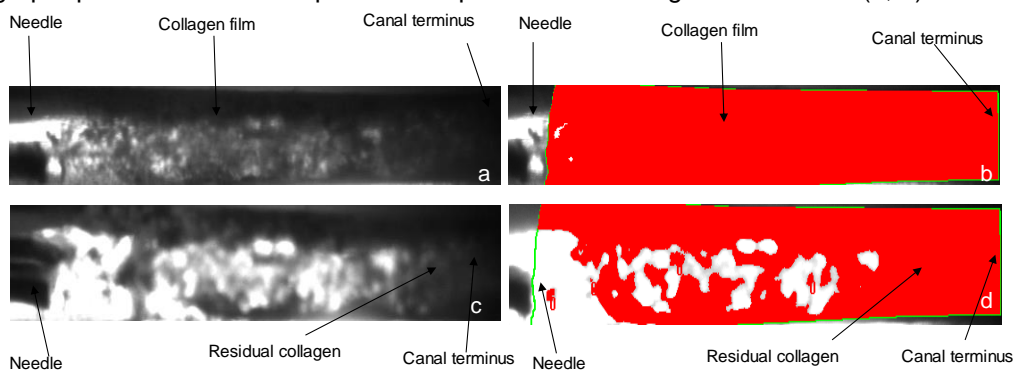 Needle
Collagen film
Canal terminus
Needle
Collagen film
Canal terminus
a
b
c
d
Needle
Residual collagen
Canal terminus
Needle
Residual collagen
Canal terminus